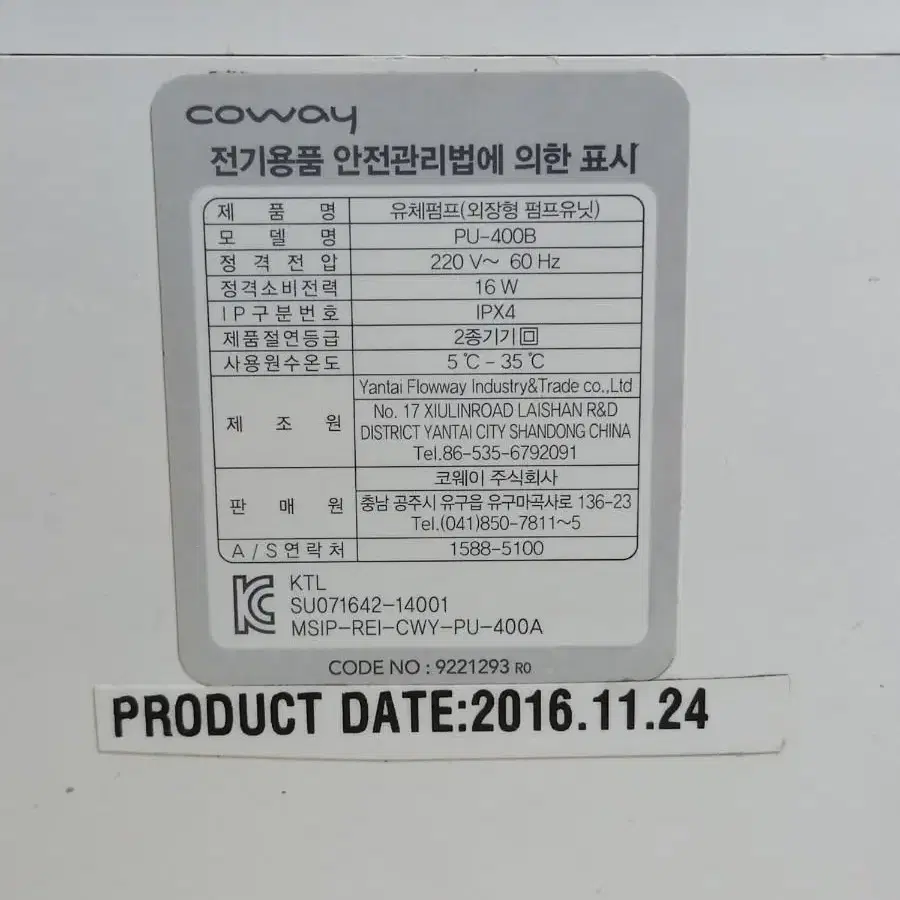 coway
전기용품 안전관리법에 의한 표시
제 품 명 유체펌프(외장형 펌프유닛)
모 델 명 PU-400B
정 격 전 압 220 V~ 60 Hz
정격소비전력 16 W
IP구분번호 IPX4
제품절연등급 2종기기
사용원수온도 5 ℃ - 35 ℃
제 조 원 Yantai Flowway Industry&Trade co.,Ltd
No. 17 XIULINROAD LAISHAN R&D
DISTRICT YANTAI CITY SHANDONG CHINA
Tel.86-535-6792091
판 매 원 코웨이 주식회사
충남 공주시 유구읍 유구마곡사로 136-23
Tel.(041)850-7811~5
A/S연락처 1588-5100
KC KTL
SU071642-14001
MSIP-REI-CWY-PU-400A
CODE NO : 9221293 R0
PRODUCT DATE:2016.11.24